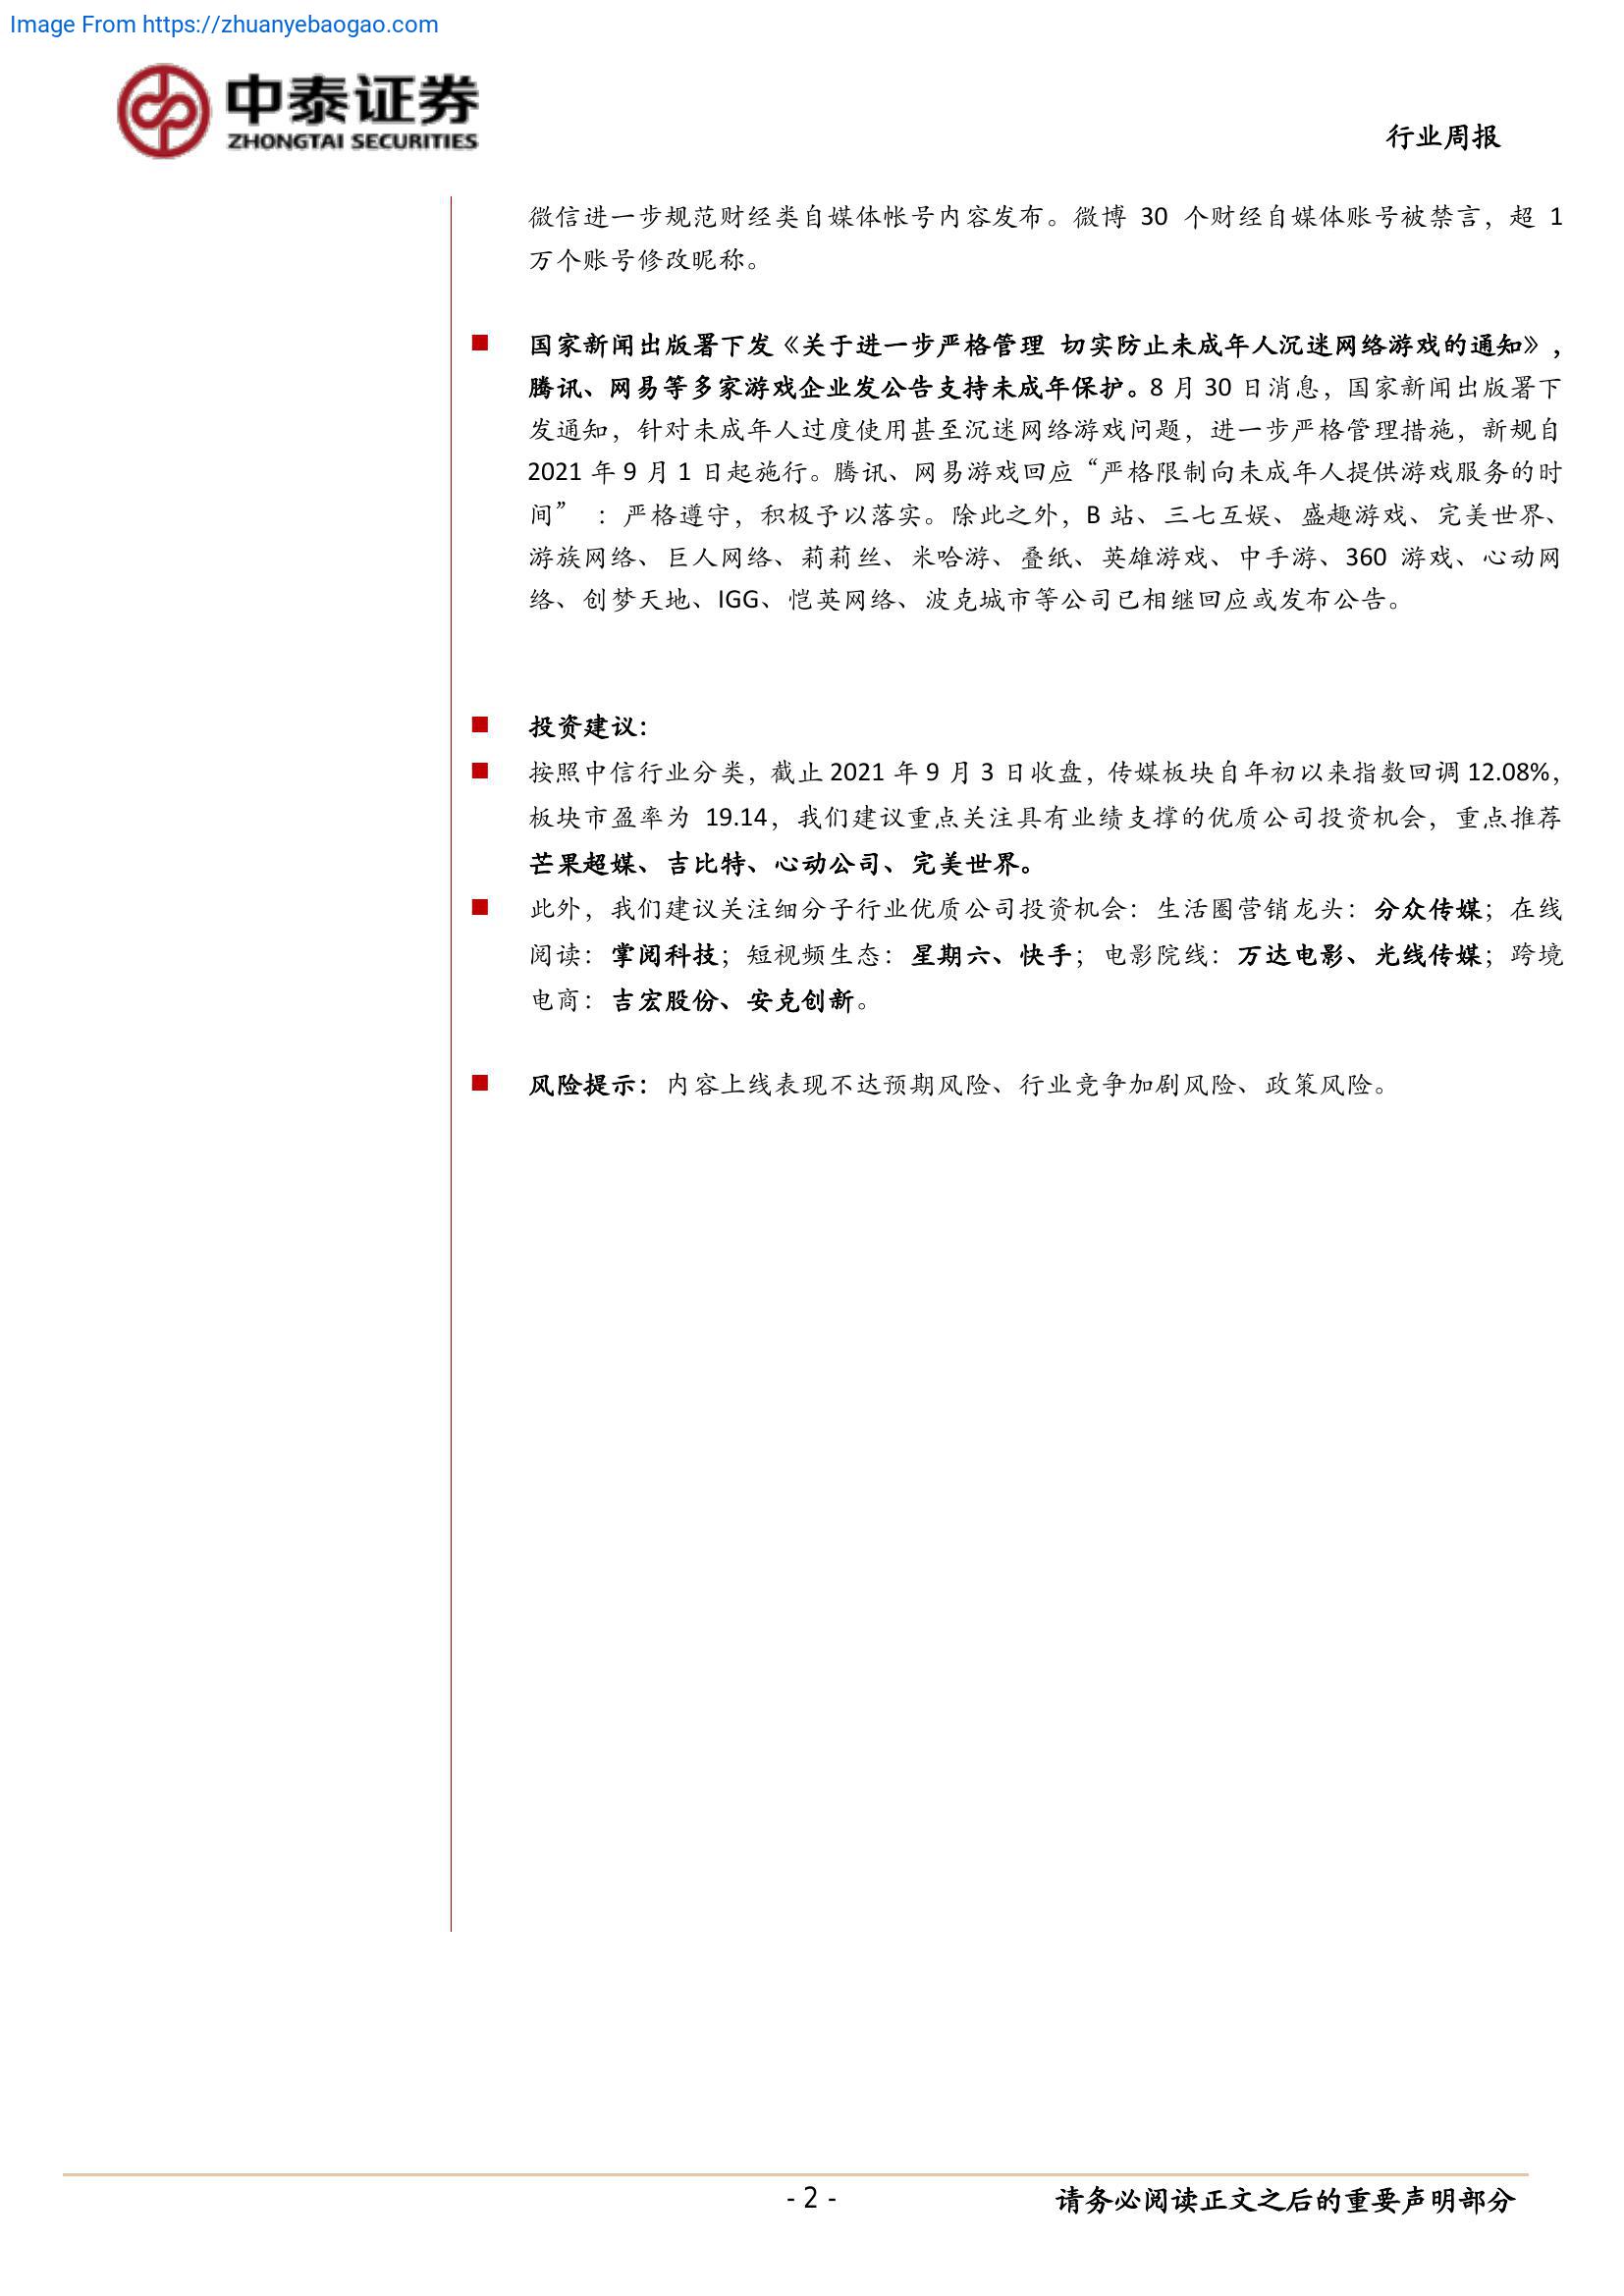 Image From https://zhuanyebaogao.com
中泰证券
ZHONGTAI SECURITIES
行业周报
微信进一步规范财经类自媒体帐号内容发布。微博 30 个财经自媒体账号被禁言，超 1
万个账号修改昵称。
■ 国家新闻出版署下发《关于进一步严格管理 切实防止未成年人沉迷网络游戏的通知》，
腾讯、网易等多家游戏企业发公告支持未成年保护。8 月 30 日消息，国家新闻出版署下
发通知，针对未成年人过度使用甚至沉迷网络游戏问题，进一步严格管理措施，新规自
2021 年 9 月 1 日起施行。腾讯、网易游戏回应“严格限制向未成年人提供游戏服务的时
间” ：严格遵守，积极予以落实。除此之外，B 站、三七互娱、盛趣游戏、完美世界、
游族网络、巨人网络、莉莉丝、米哈游、叠纸、英雄游戏、中手游、360 游戏、心动网
络、创梦天地、IGG、恺英网络、波克城市等公司已相继回应或发布公告。
■ 投资建议：
■ 按照中信行业分类，截止 2021 年 9 月 3 日收盘，传媒板块自年初以来指数回调 12.08%，
板块市盈率为 19.14，我们建议重点关注具有业绩支撑的优质公司投资机会，重点推荐
芒果超媒、吉比特、心动公司、完美世界。
■ 此外，我们建议关注细分子行业优质公司投资机会：生活圈营销龙头：分众传媒；在线
阅读：掌阅科技；短视频生态：星期六、快手；电影院线：万达电影、光线传媒；跨境
电商：吉宏股份、安克创新。
■ 风险提示：内容上线表现不达预期风险、行业竞争加剧风险、政策风险。
- 2 -
请务必阅读正文之后的重要声明部分